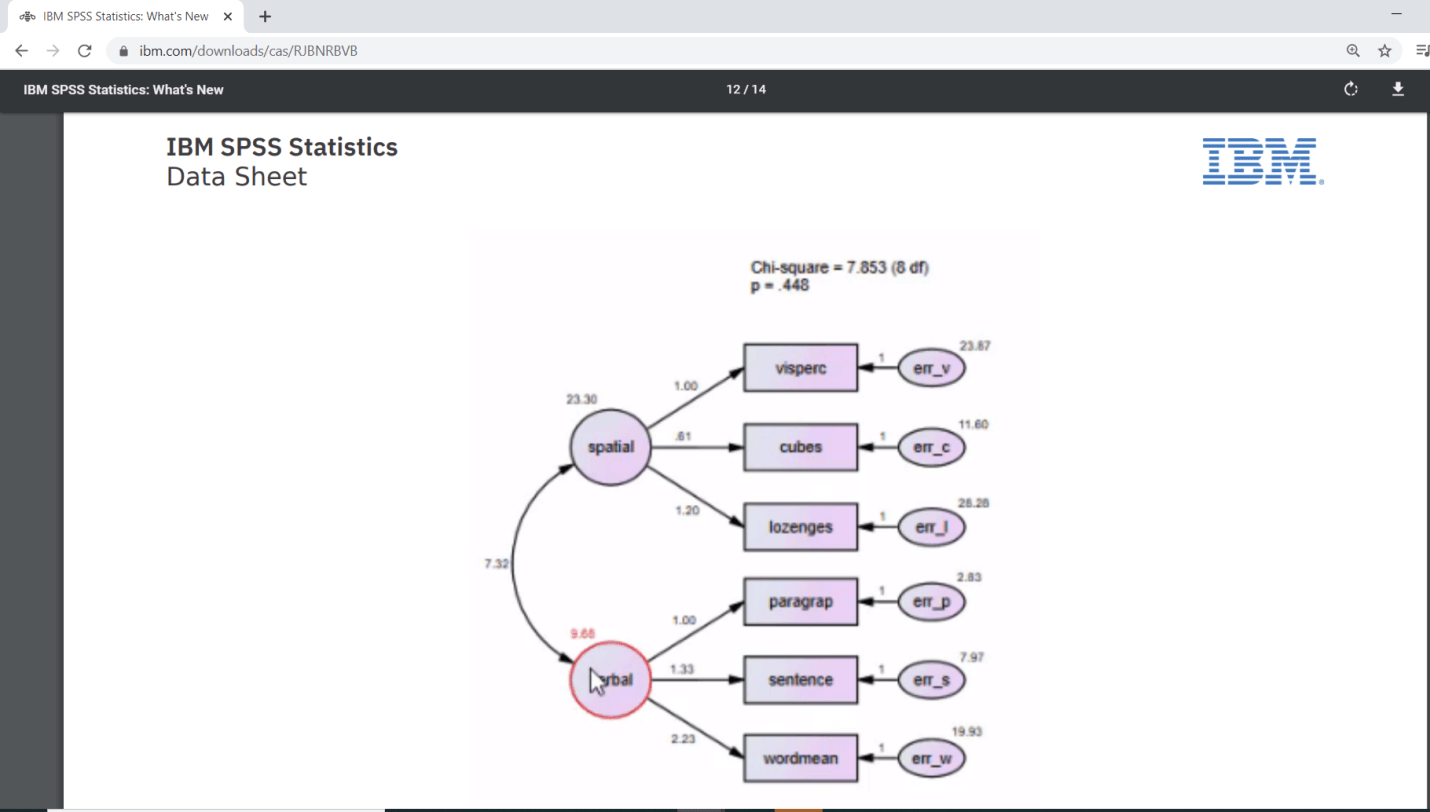 IBM SPSS Statistics: What's New
ibm.com/downloads/cas/RJBNRBVB
IBM SPSS Statistics: What's New
12 / 14
IBM SPSS Statistics
Data Sheet
IBM
Chi-square = 7.853 (8 df)
p = .448
23.30
spatial
1.00
visperc
1
err_v
23.87
.61
cubes
1
err_c
11.60
1.20
lozenges
1
err_l
28.28
7.32
9.68
1.00
paragrap
1
err_p
2.83
1.33
sentence
1
err_s
7.97
2.23
wordmean
1
err_w
19.93